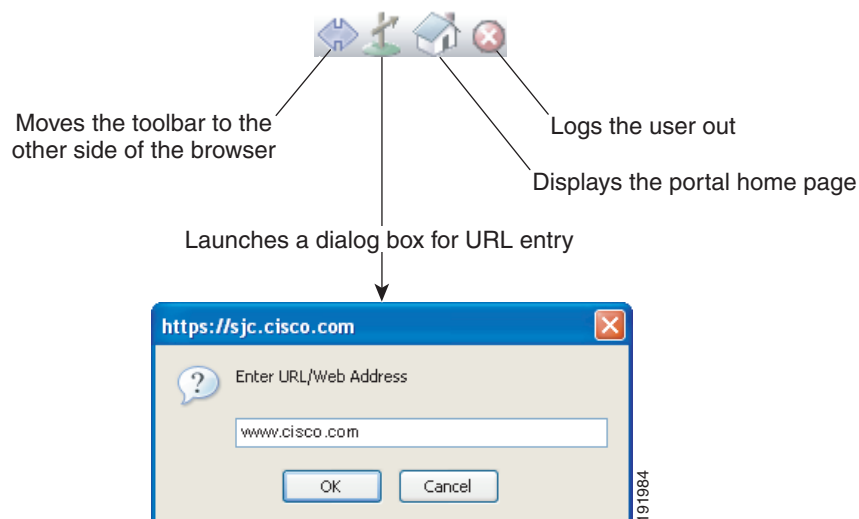 Moves the toolbar to the
other side of the browser
Logs the user out
Displays the portal home page
Launches a dialog box for URL entry
https://sjc.cisco.com
Enter URL/Web Address
www.cisco.com
OK
Cancel
191984